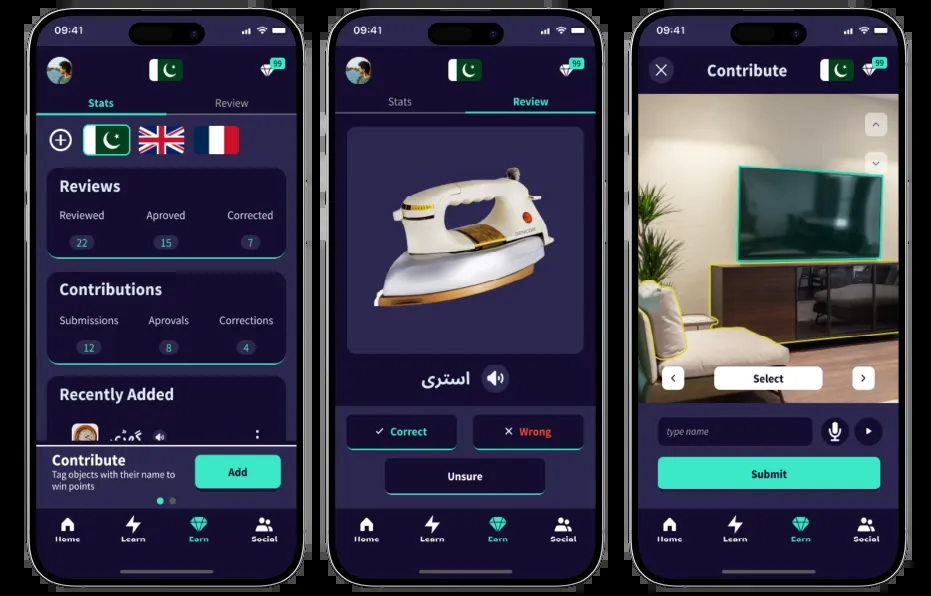 09:41
99
Stats
Review
Reviews
Reviewed
Aproved
Corrected
22
15
7
Contributions
Submissions
Aprovals
Corrections
12
8
4
Recently Added
گھڑی
Contribute
Tag objects with their name to
win points
Add
Home
Learn
Earn
Social
09:41
99
Stats
Review
SENCOR
استری
Correct
Wrong
Unsure
Home
Learn
Earn
Social
09:41
Contribute
99
Select
type name
Submit
Home
Learn
Earn
Social